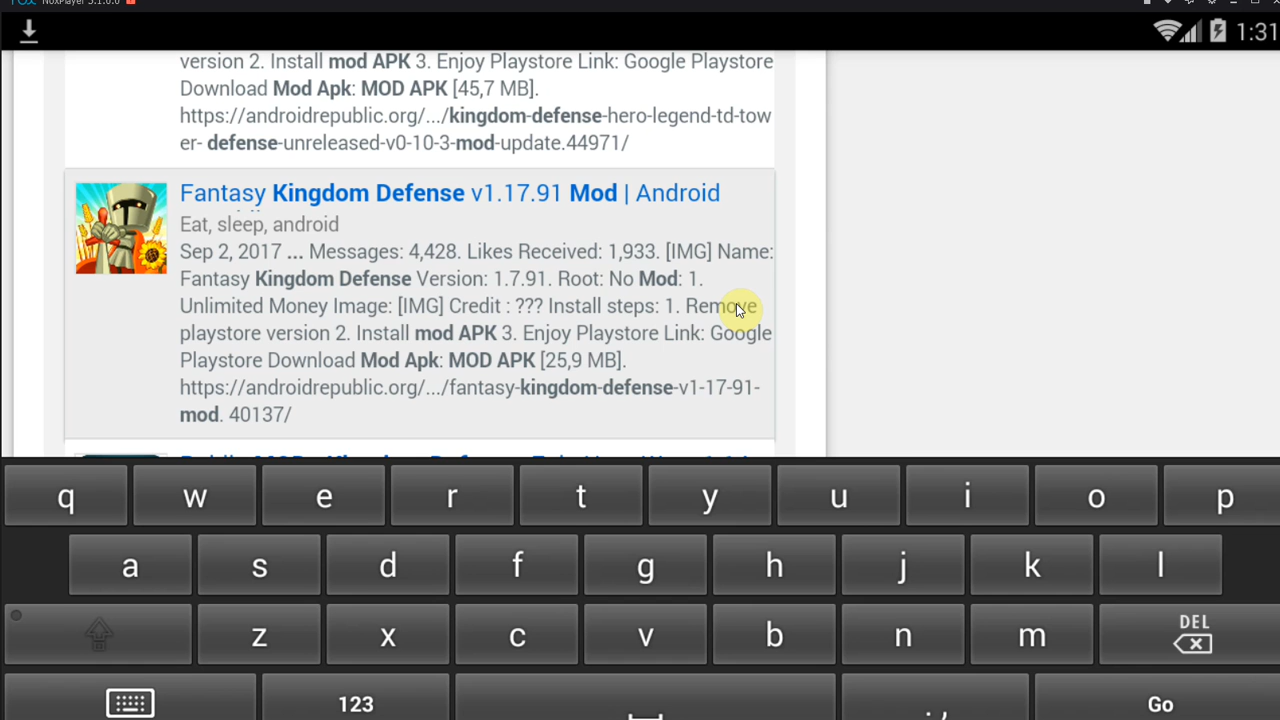 NoxPlayer 5.1.0.0
1:31
version 2. Install mod APK 3. Enjoy Playstore Link: Google Playstore
Download Mod Apk: MOD APK [45,7 MB].
https://androidrepublic.org/.../kingdom-defense-hero-legend-td-tow
er- defense-unreleased-v0-10-3-mod-update.44971/
Fantasy Kingdom Defense v1.17.91 Mod | Android
Eat, sleep, android
Sep 2, 2017 ... Messages: 4,428. Likes Received: 1,933. [IMG] Name:
Fantasy Kingdom Defense Version: 1.7.91. Root: No Mod: 1.
Unlimited Money Image: [IMG] Credit : ??? Install steps: 1. Remove
playstore version 2. Install mod APK 3. Enjoy Playstore Link: Google
Playstore Download Mod Apk: MOD APK [25,9 MB].
https://androidrepublic.org/.../fantasy-kingdom-defense-v1-17-91-
mod. 40137/
q w e r t y u i o p
a s d f g h j k l
z x c v b n m DEL
123 . , Go